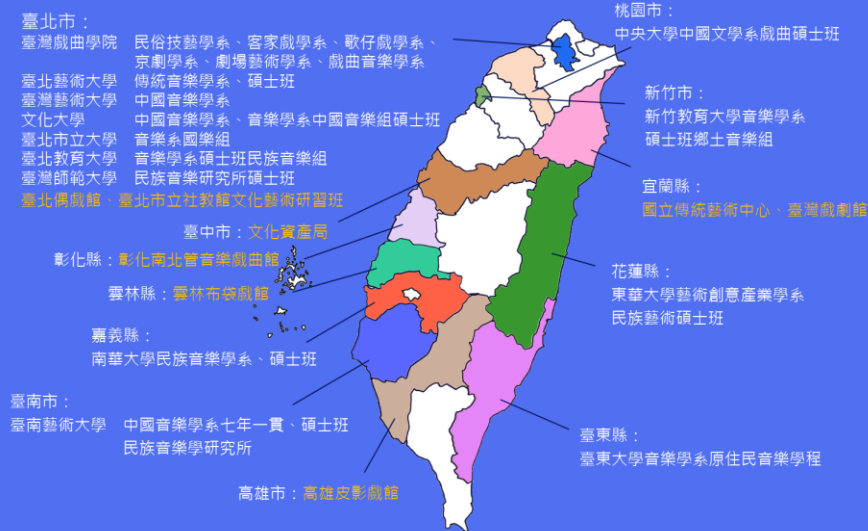 臺北市：
臺灣戲曲學院 民俗技藝學系、客家戲學系、歌仔戲學系、
京劇學系、劇場藝術學系、戲曲音樂學系
臺北藝術大學 傳統音樂學系、碩士班
臺灣藝術大學 中國音樂學系
文化大學 中國音樂學系、音樂學系中國音樂組碩士班
臺北市立大學 音樂系國樂組
臺北教育大學 音樂學系碩士班民族音樂組
臺灣師範大學 民族音樂研究所碩士班
臺北偶戲館、臺北市立社教館文化藝術研習班
臺中市：文化資產局
彰化縣：彰化南北管音樂戲曲館
雲林縣：雲林布袋戲館
嘉義縣：
南華大學民族音樂學系、碩士班
臺南市：
臺南藝術大學 中國音樂學系七年一貫、碩士班
民族音樂學研究所
高雄市：高雄皮影戲館
桃園市：
中央大學中國文學系戲曲碩士班
新竹市：
新竹教育大學音樂學系
碩士班鄉土音樂組
宜蘭縣：
國立傳統藝術中心、臺灣戲劇館
花蓮縣：
東華大學藝術創意產業學系
民族藝術碩士班
臺東縣：
臺東大學音樂學系原住民音樂學程